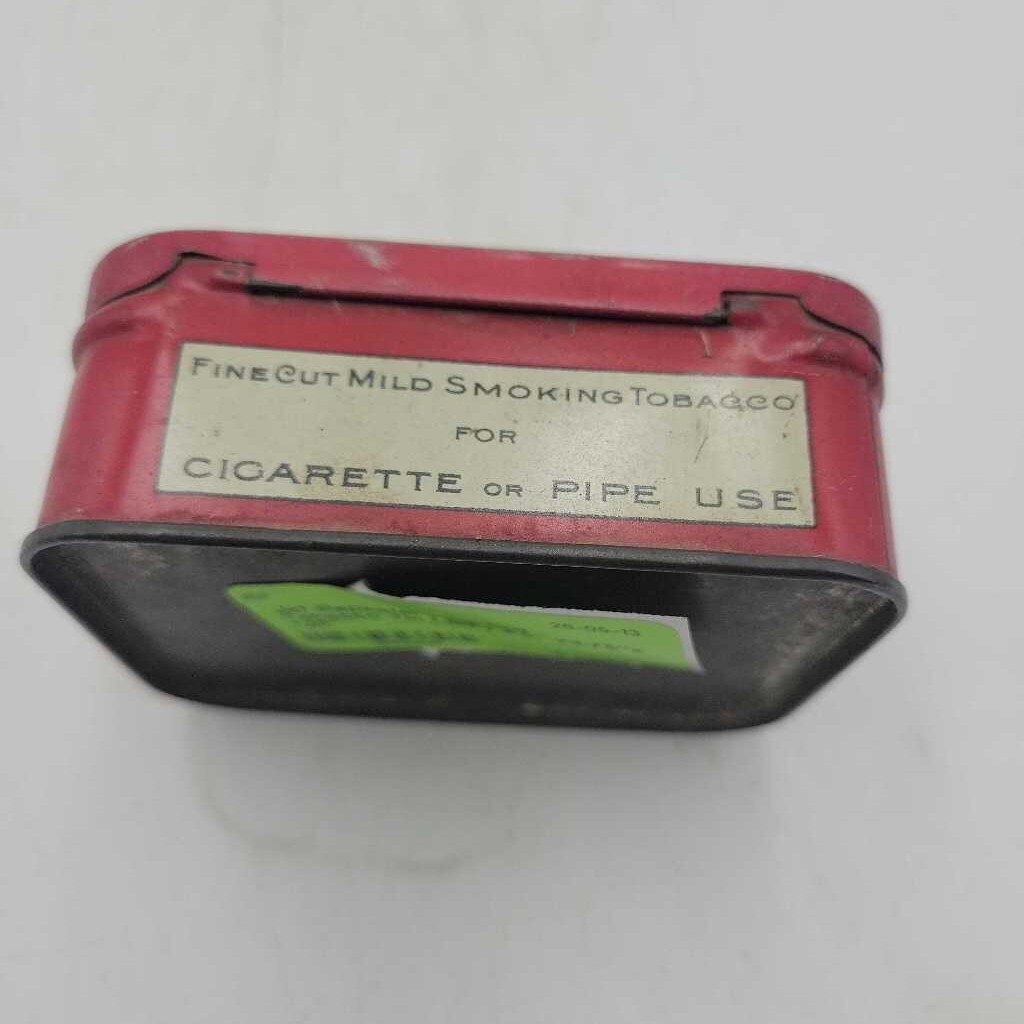 FINE CUT MILD SMOKING TOBACCO
FOR
CIGARETTE OR PIPE USE